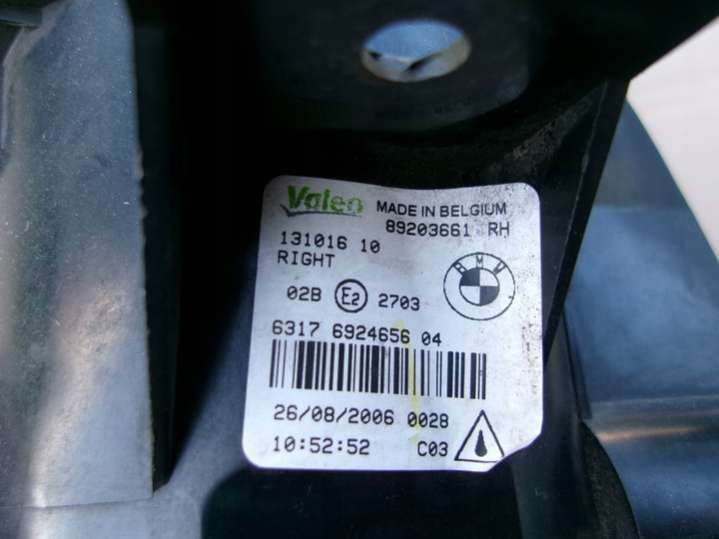 Valeo MADE IN BELGIUM
89203661 RH
131016 10
RIGHT
BMW
02B E2 2703
6317 6924656 04
26/08/2006 0028
10:52:52 C03